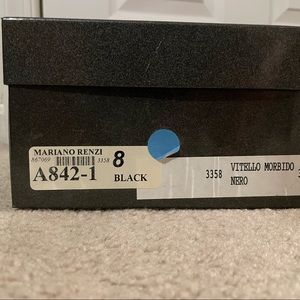 MARIANO RENZI
867069 3358 8
A842-1 BLACK
3358 VITELLO MORBIDO
NERO